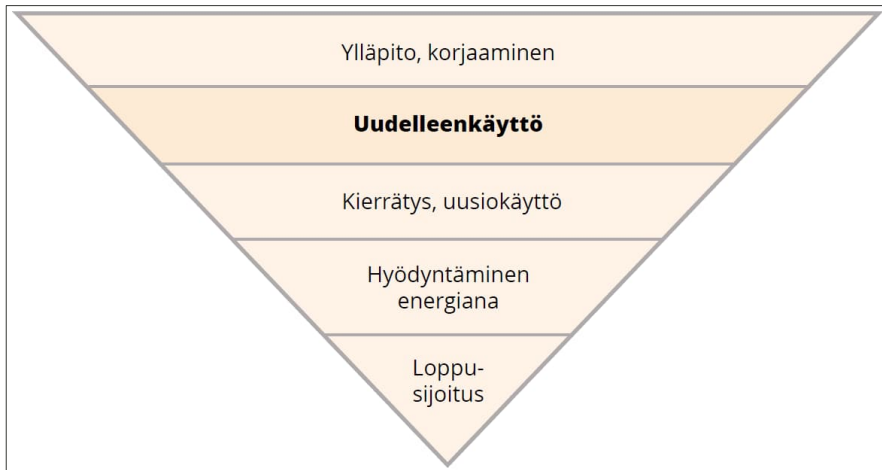 Ylläpito, korjaaminen
Uudelleenkäyttö
Kierrätys, uusiokäyttö
Hyödyntäminen
energiana
Loppu-
sijoitus